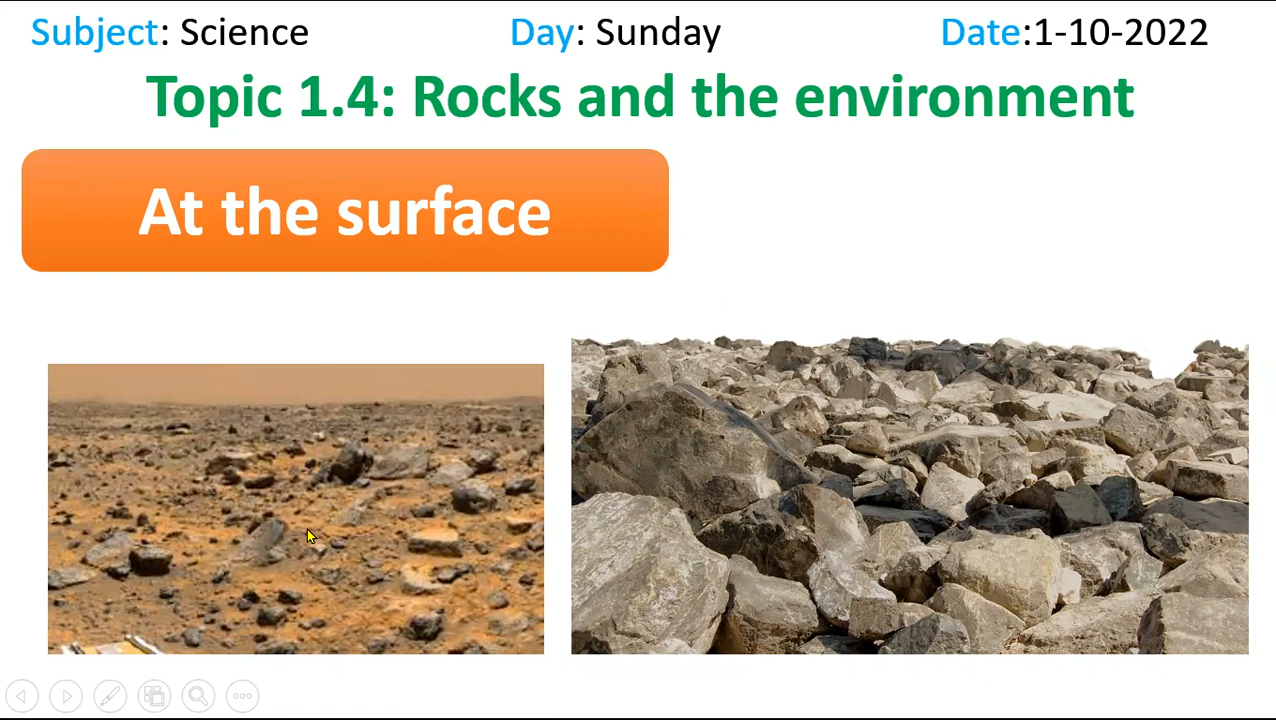 Subject: Science Day: Sunday Date:1-10-2022
Topic 1.4: Rocks and the environment
At the surface